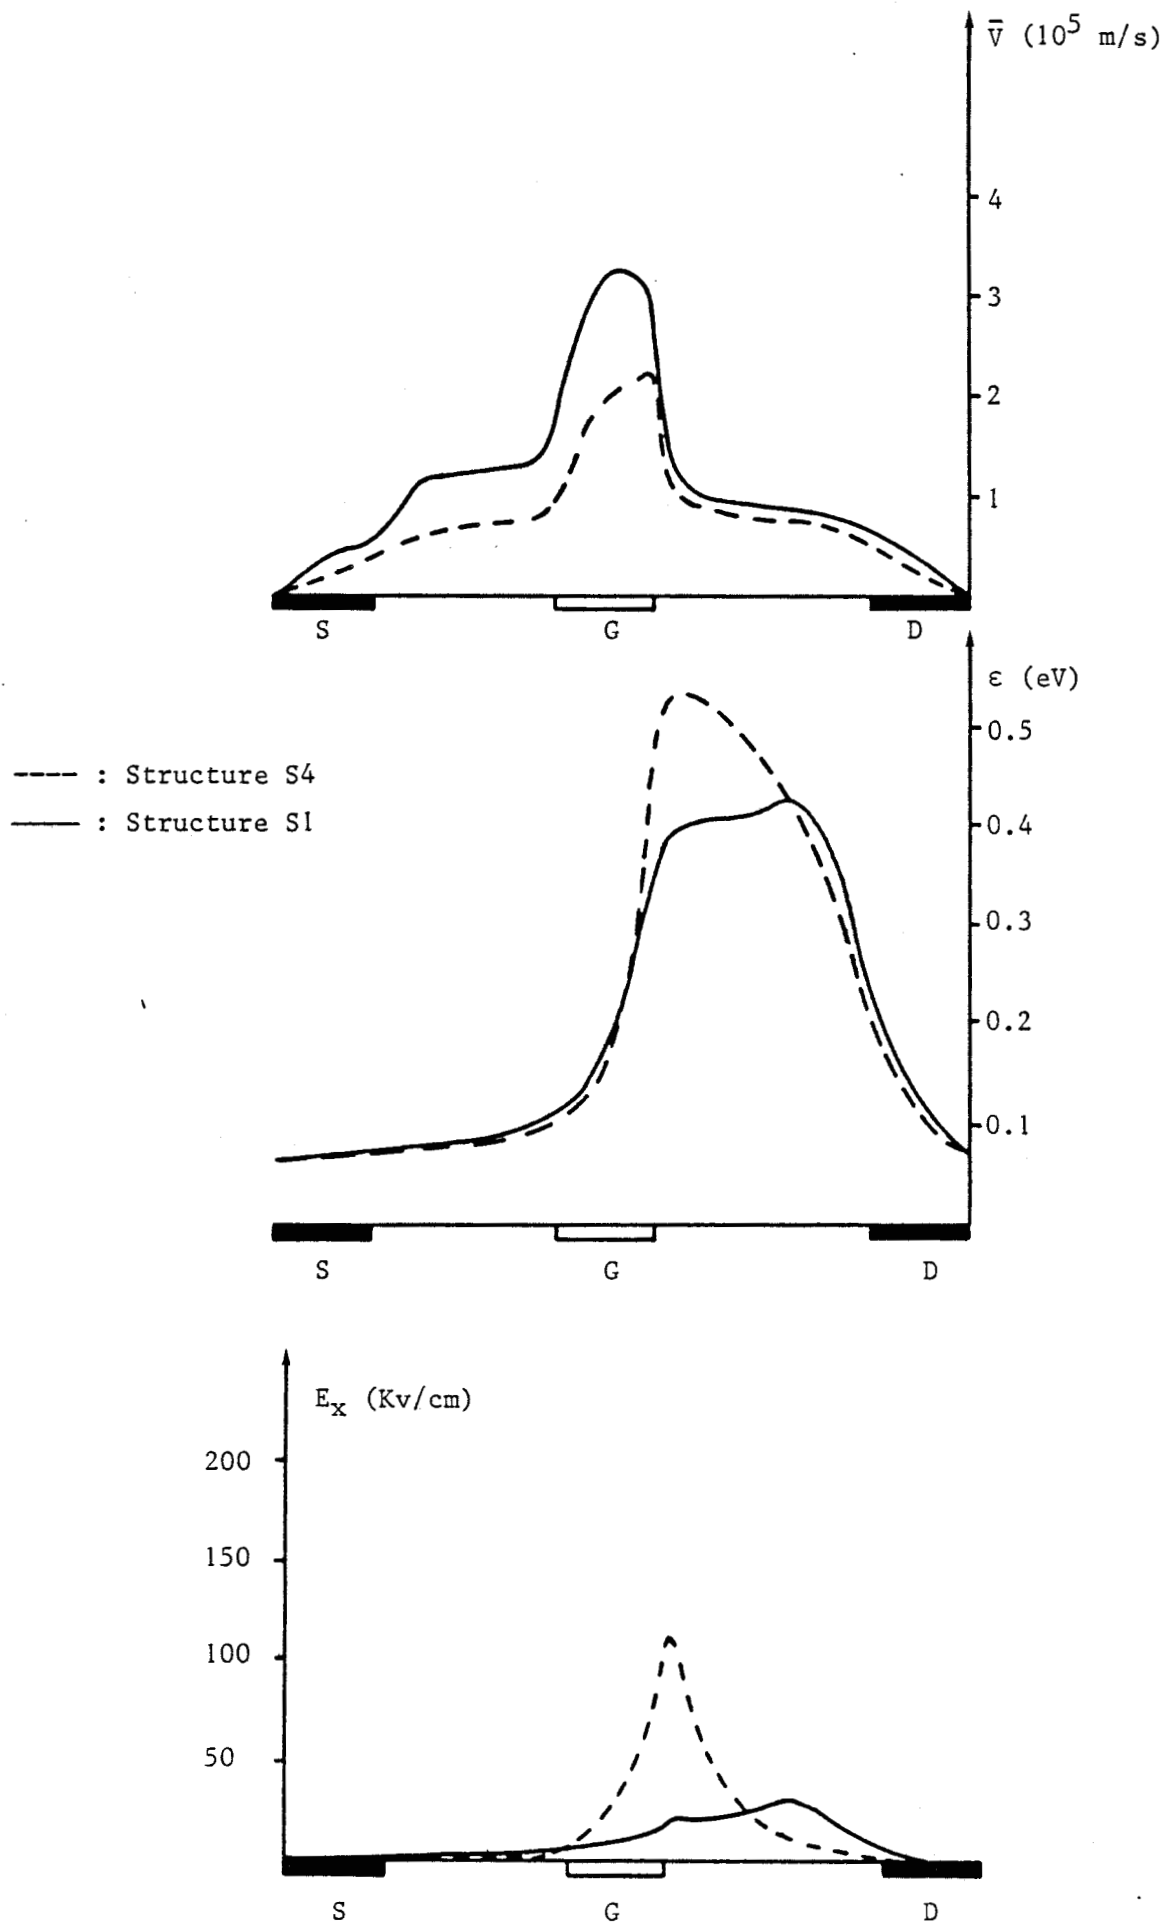 V̄ (10⁵ m/s)
4
3
2
1
S G D
ε (eV)
0.5
---- : Structure S4
0.4
—— : Structure S1
0.3
0.2
0.1
S G D
Eₓ (Kv/cm)
200
150
100
50
S G D